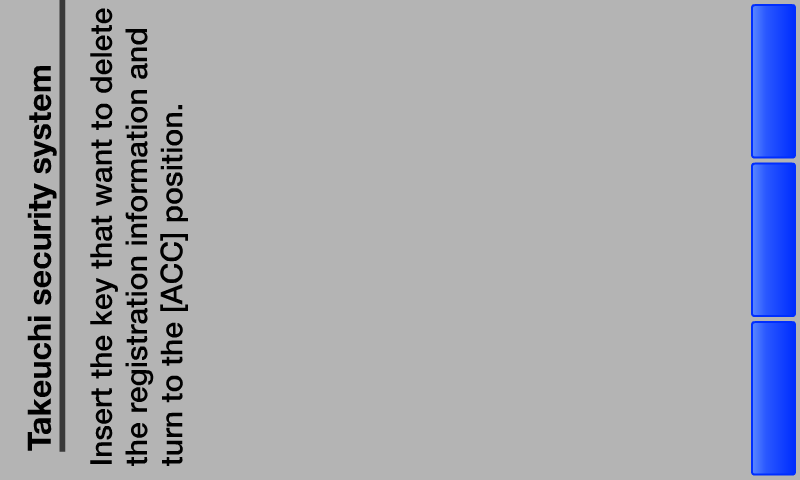 Takeuchi security system
Insert the key that want to delete
the registration information and
turn to the [ACC] position.